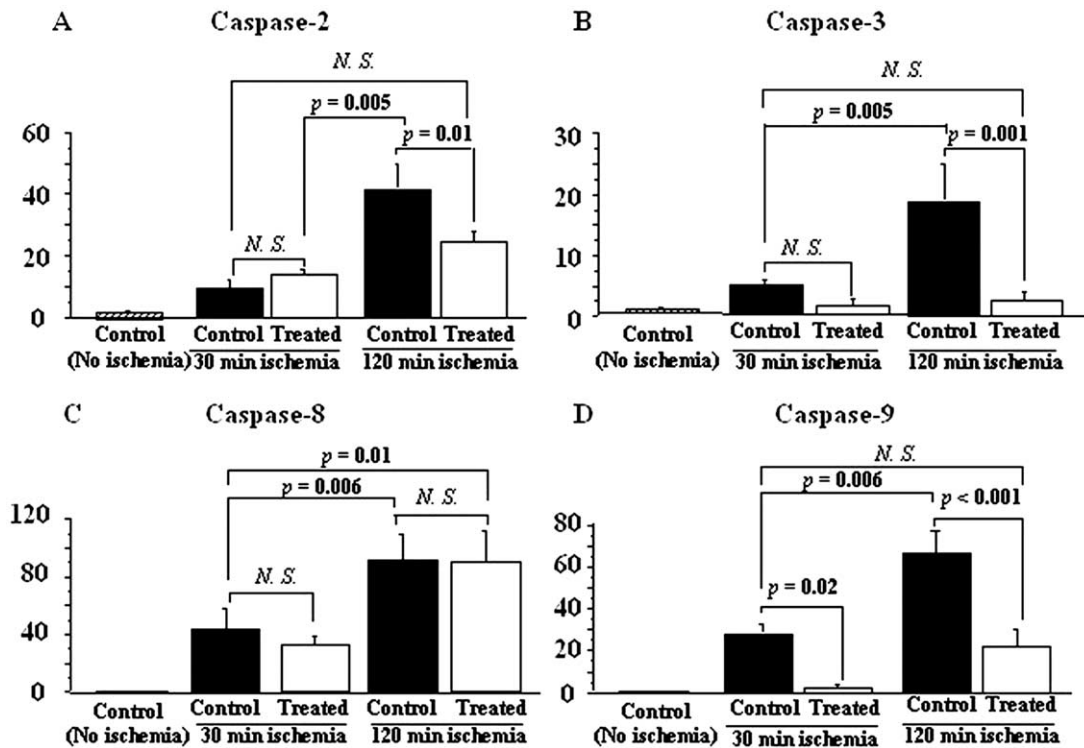 A Caspase-2
N. S.
p = 0.005
p = 0.01
N. S.
60
40
20
0
Control Control Treated Control Treated
(No ischemia) 30 min ischemia 120 min ischemia
B Caspase-3
N. S.
p = 0.005
p = 0.001
N. S.
30
20
10
0
Control Control Treated Control Treated
(No ischemia) 30 min ischemia 120 min ischemia
C Caspase-8
p = 0.01
p = 0.006
N. S.
N. S.
120
80
40
0
Control Control Treated Control Treated
(No ischemia) 30 min ischemia 120 min ischemia
D Caspase-9
N. S.
p = 0.006
p < 0.001
p = 0.02
80
60
40
20
0
Control Control Treated Control Treated
(No ischemia) 30 min ischemia 120 min ischemia